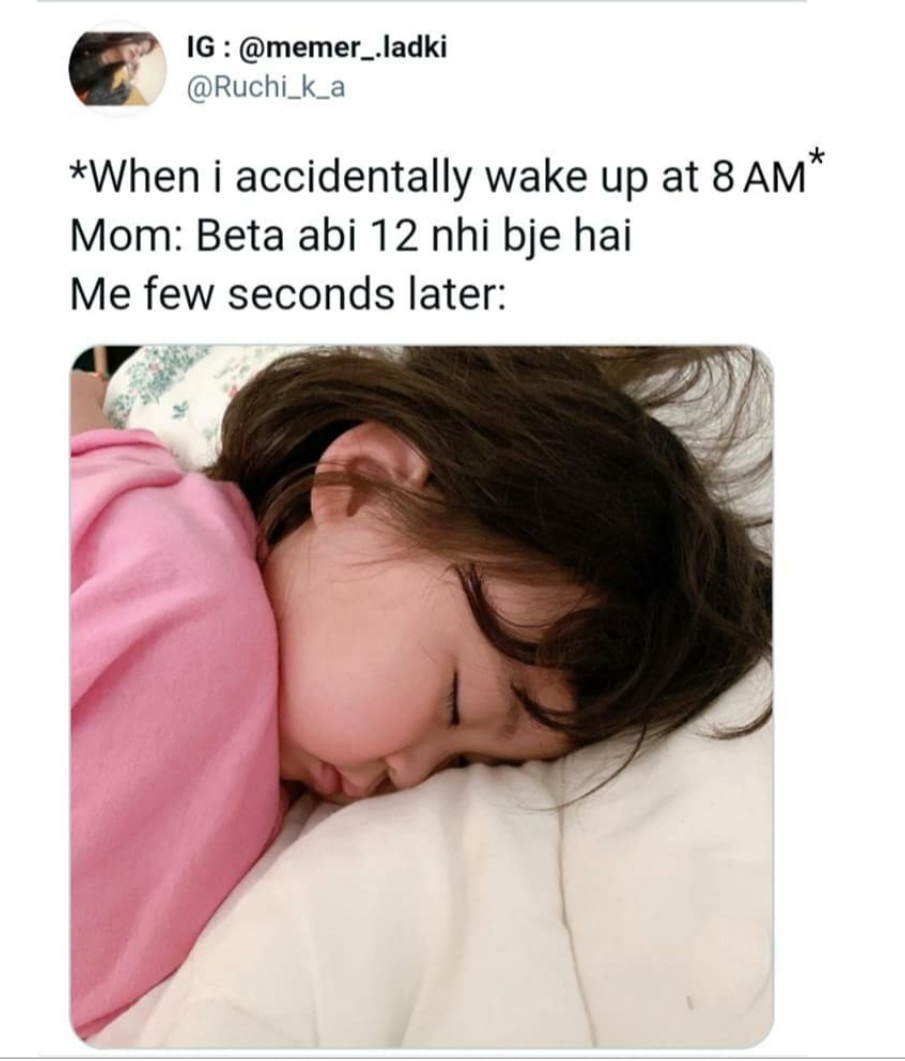 IG : @memer_.ladki
@Ruchi_k_a
*When i accidentally wake up at 8 AM*
Mom: Beta abi 12 nhi bje hai
Me few seconds later: